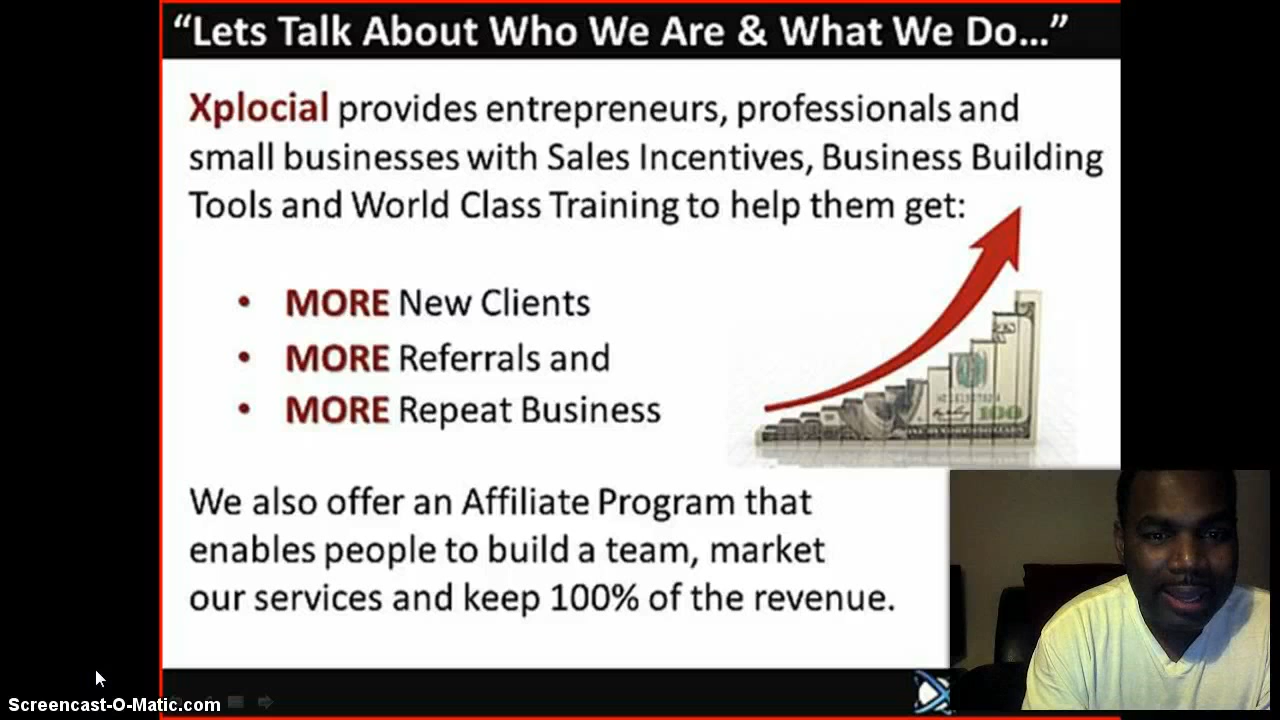 “Lets Talk About Who We Are & What We Do...”
Xplocial provides entrepreneurs, professionals and
small businesses with Sales Incentives, Business Building
Tools and World Class Training to help them get:
• MORE New Clients
• MORE Referrals and
• MORE Repeat Business
100
We also offer an Affiliate Program that
enables people to build a team, market
our services and keep 100% of the revenue.
Screencast-O-Matic.com